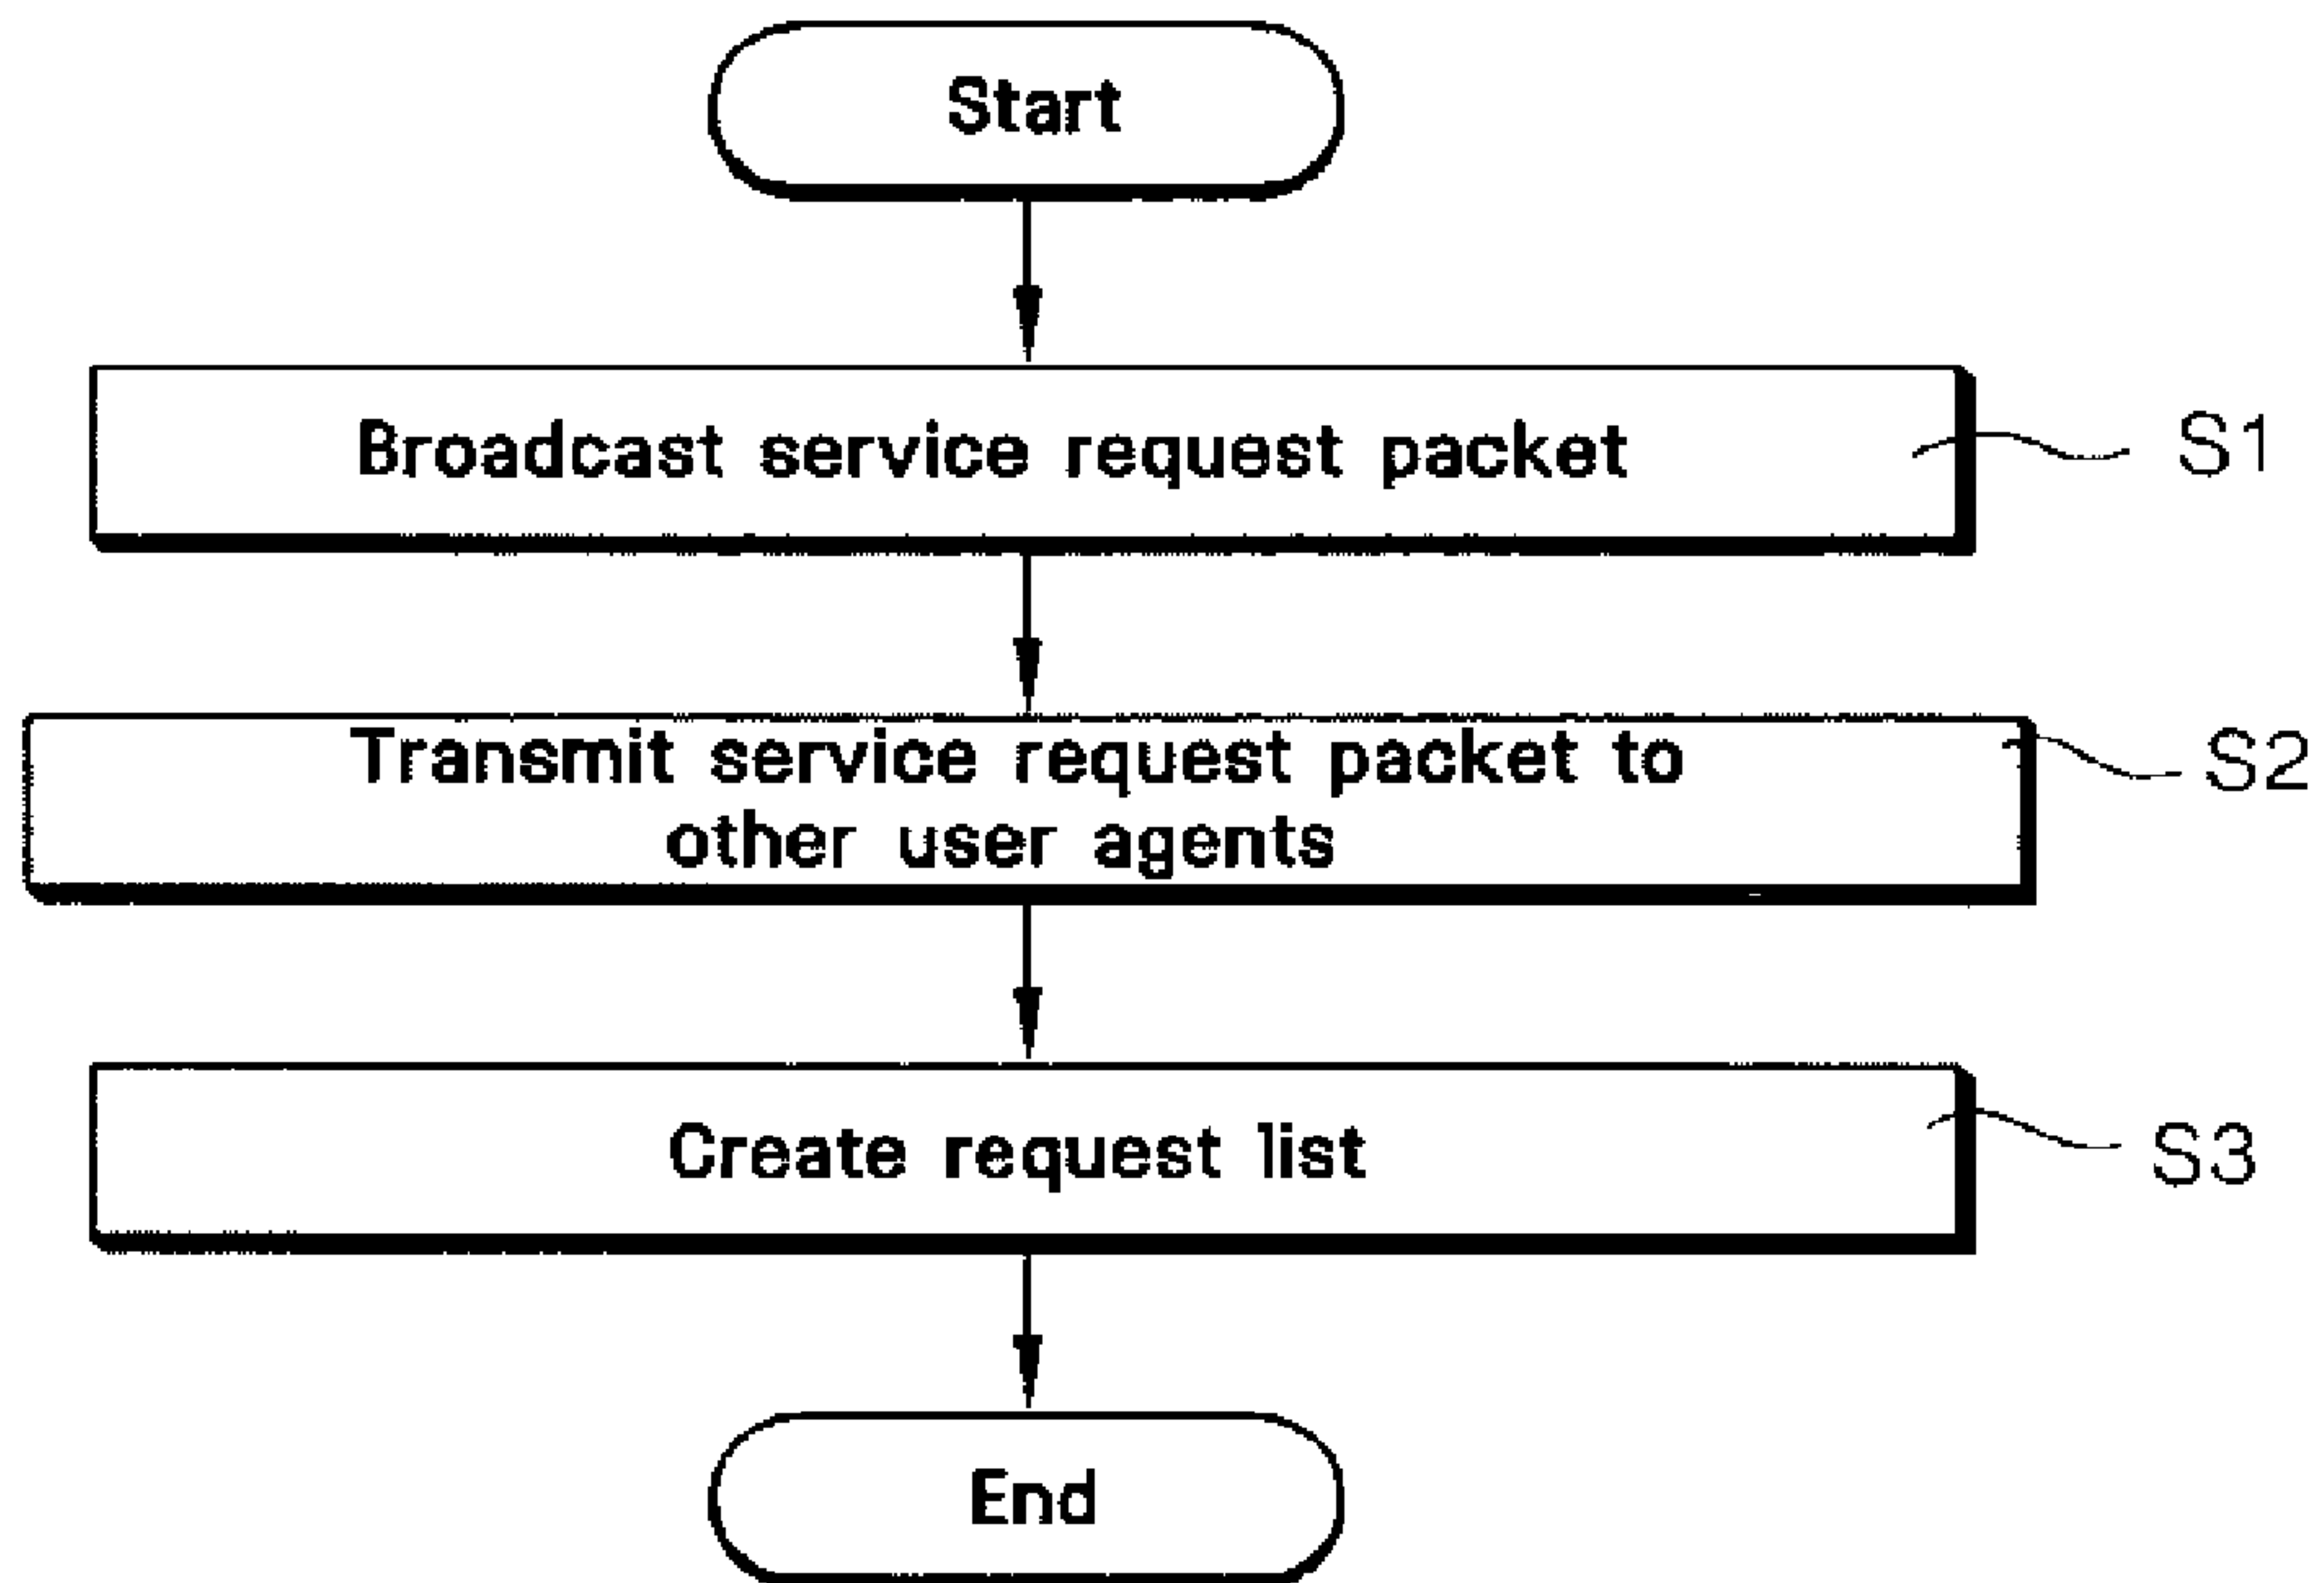 Start
Broadcast service request packet
S1
Transmit service request packet to
other user agents
S2
Create request list
S3
End